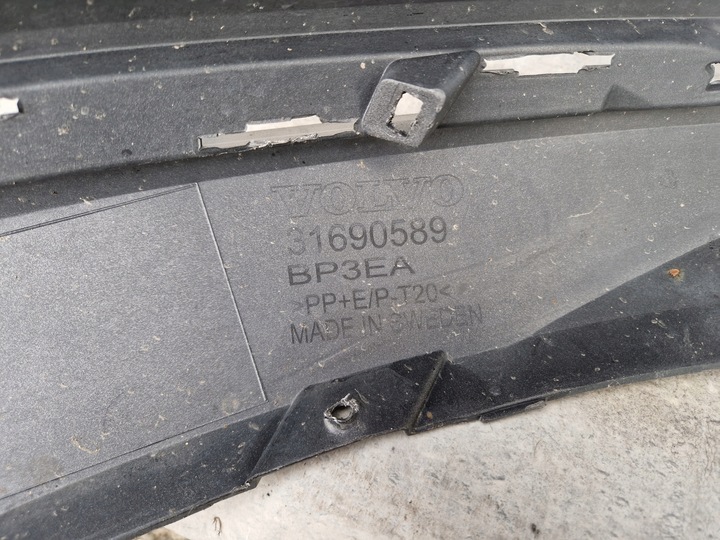 VOLVO
31690589
BP3EA
>PP+E/P-T20<
MADE IN SWEDEN